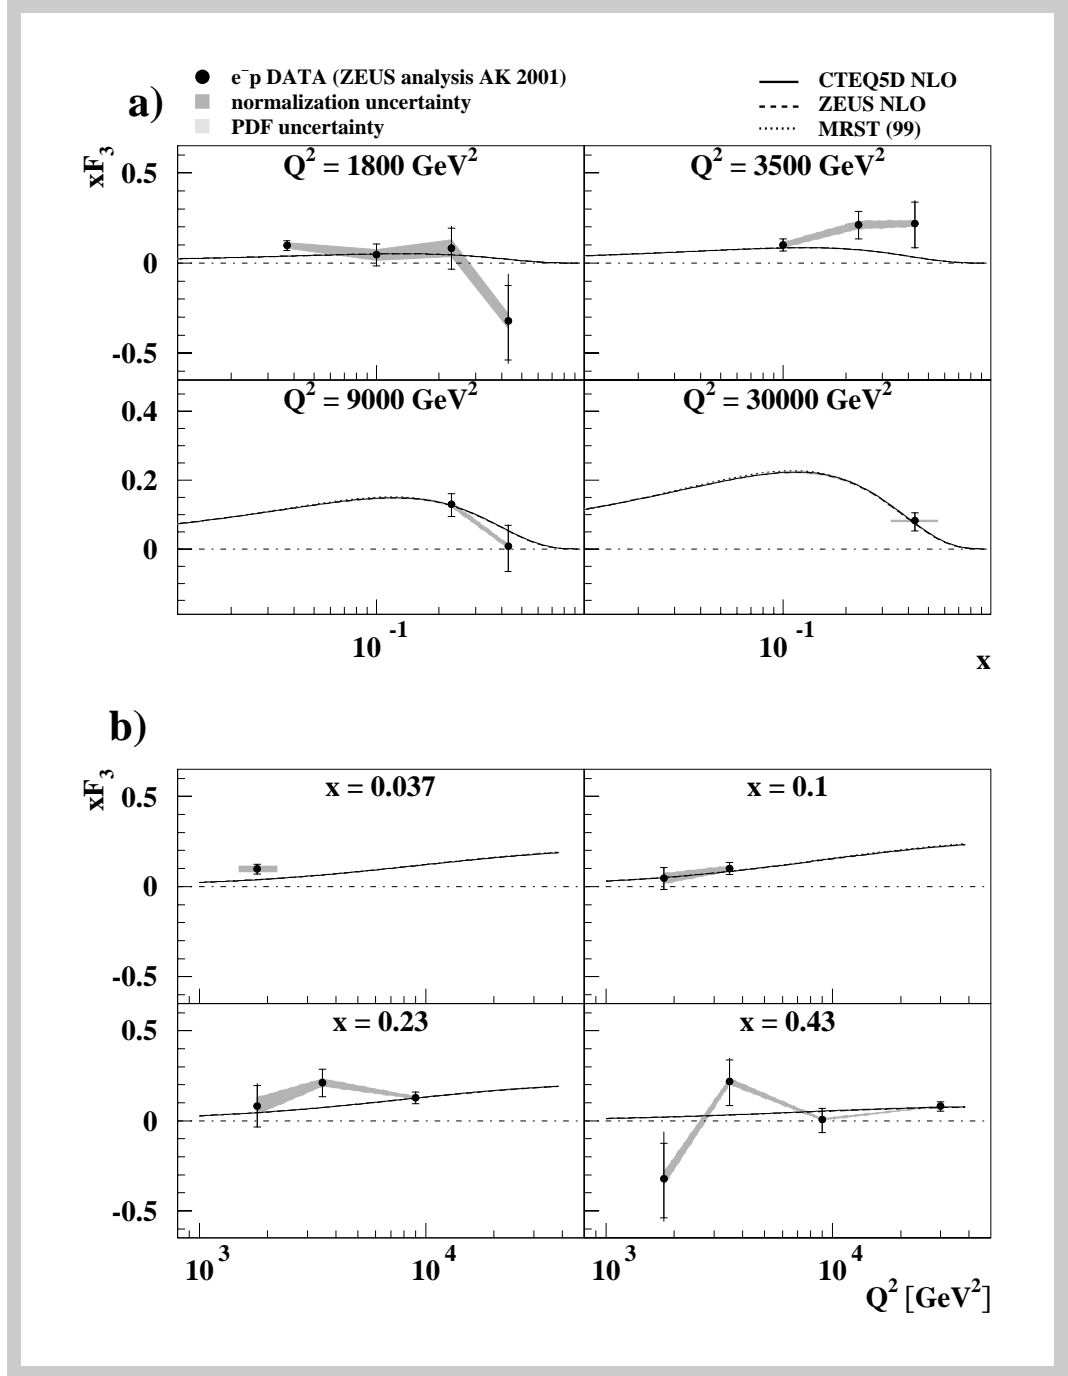 a)
e⁻p DATA (ZEUS analysis AK 2001)
normalization uncertainty
PDF uncertainty
CTEQ5D NLO
ZEUS NLO
MRST (99)
xF₃
Q² = 1800 GeV²
Q² = 3500 GeV²
0.5
0
-0.5
Q² = 9000 GeV²
Q² = 30000 GeV²
0.4
0.2
0
10⁻¹
10⁻¹
x
b)
xF₃
x = 0.037
x = 0.1
0.5
0
-0.5
x = 0.23
x = 0.43
0.5
0
-0.5
10³
10⁴
10³
10⁴
Q² [GeV²]